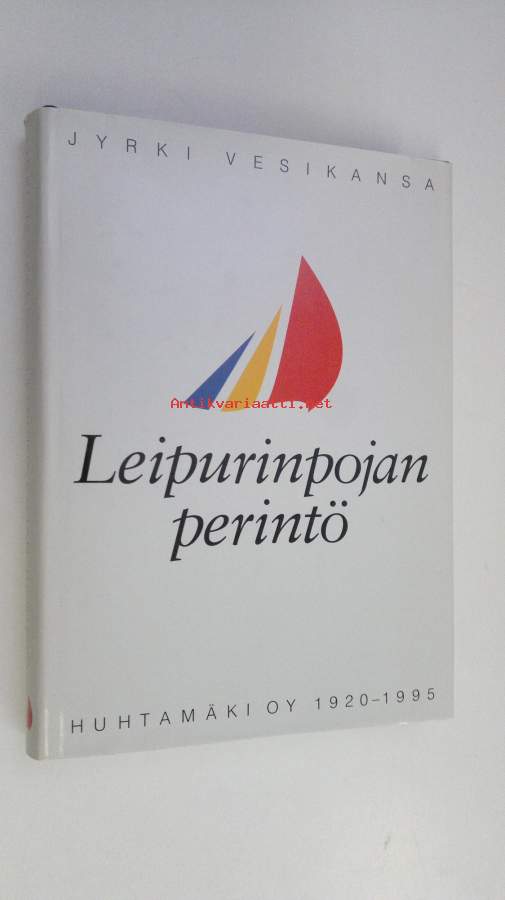 JYRKI VESIKANSA
Antikvariaatti.net
Leipurinpojan
perintö
HUHTAMÄKI OY 1920–1995